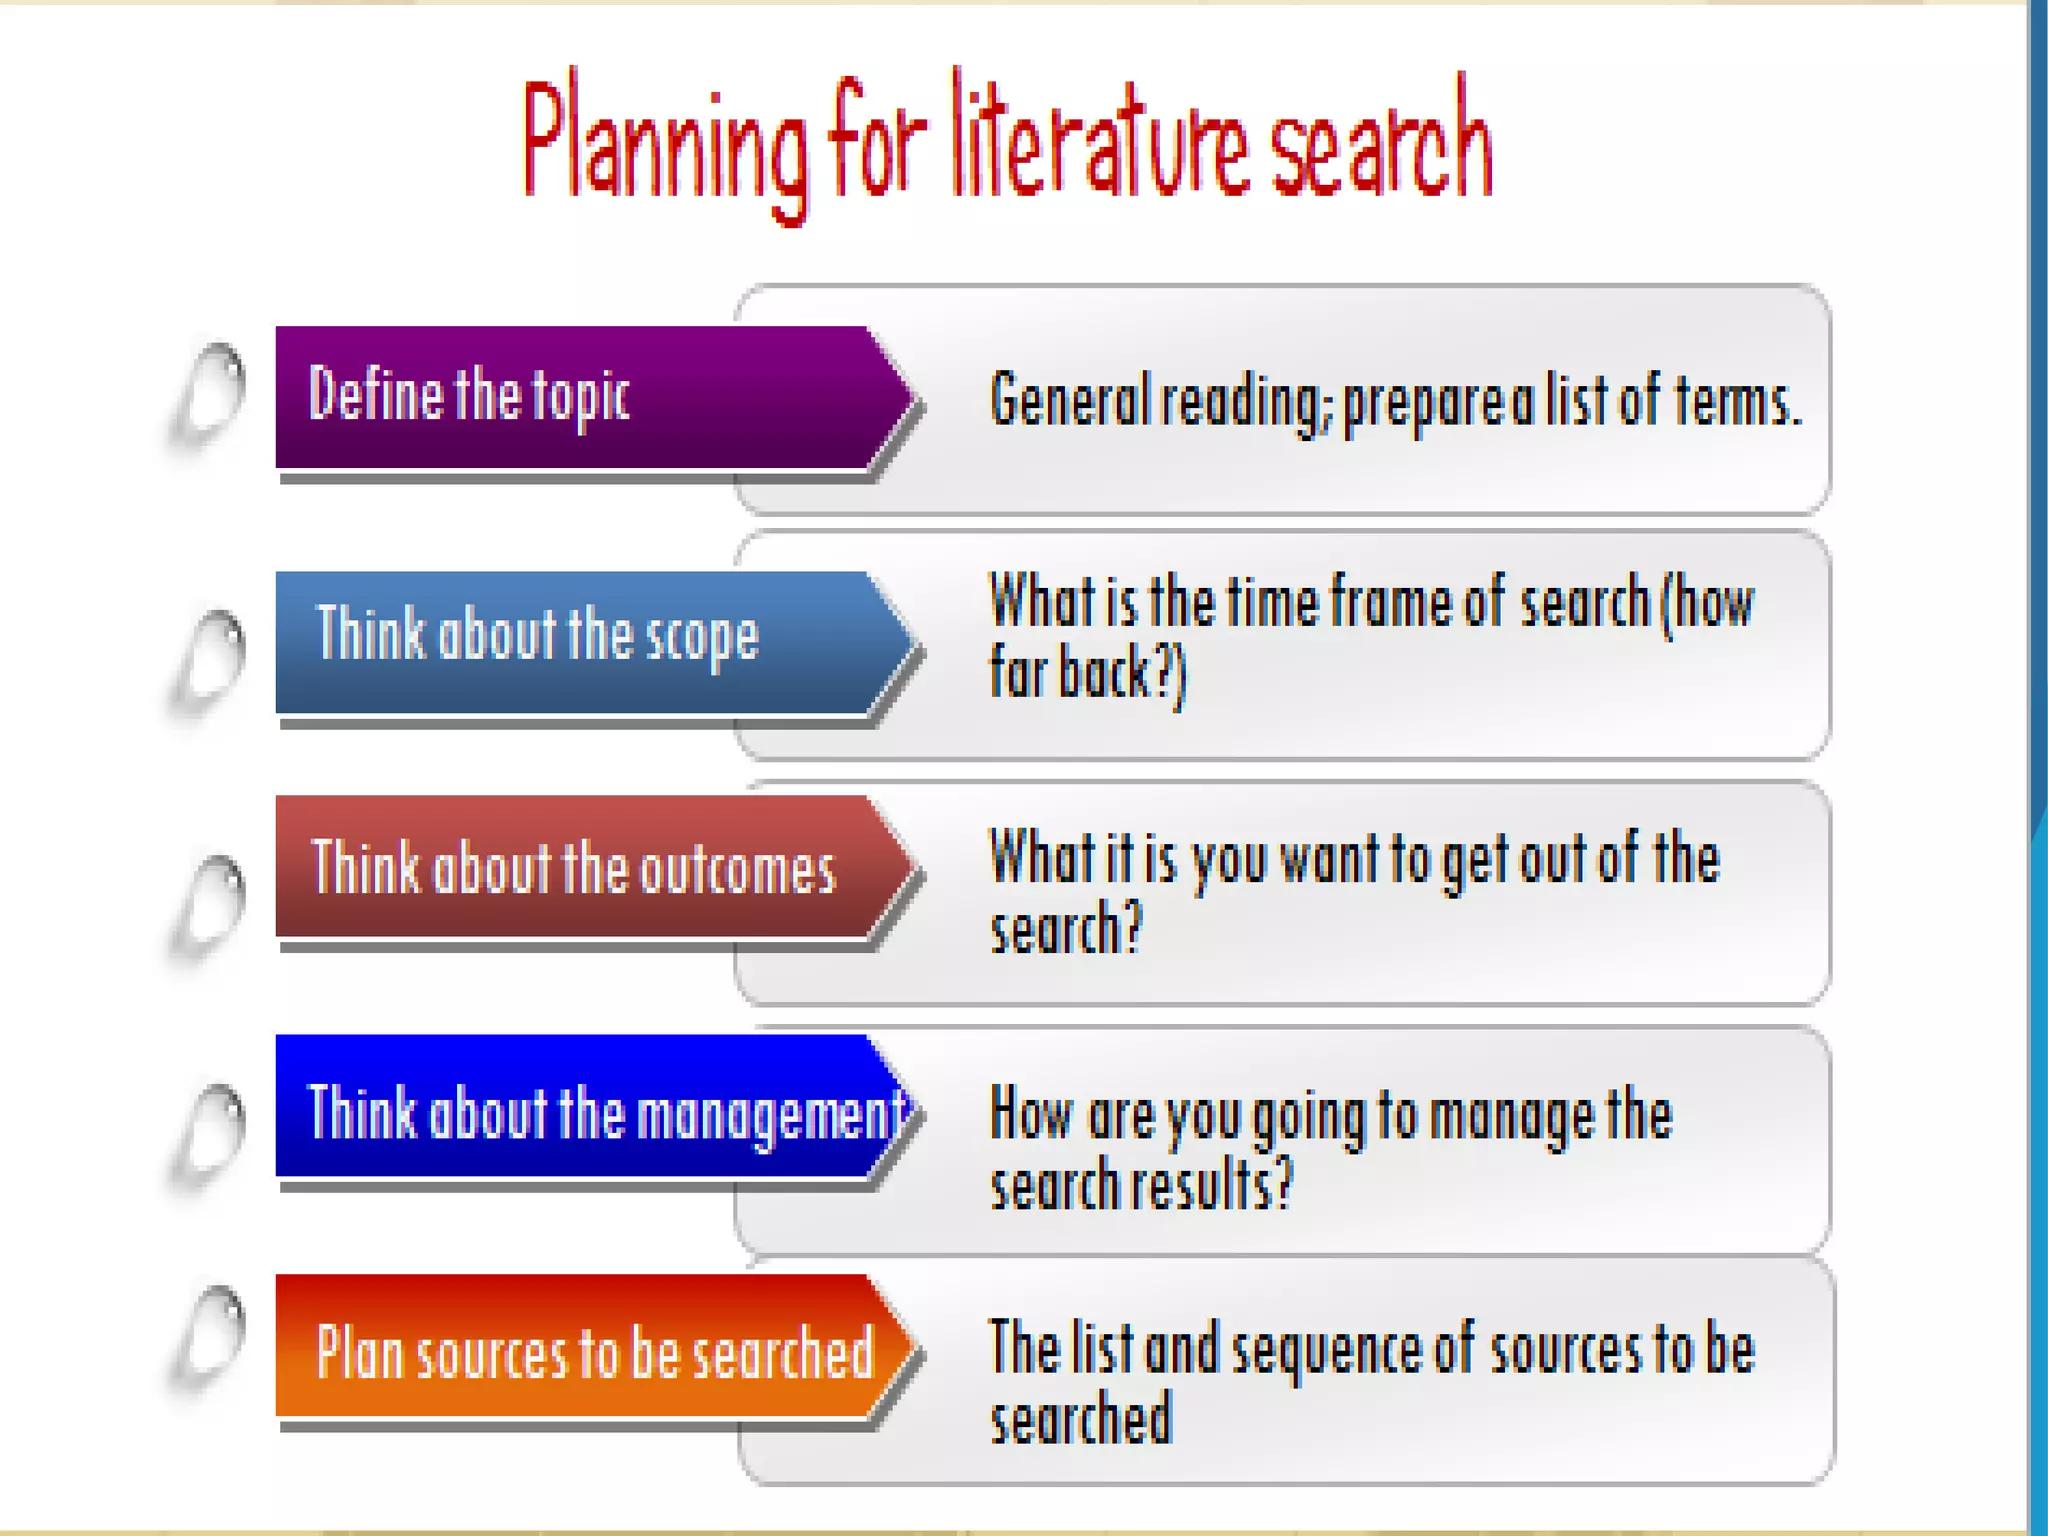 Planning for literature search
Define the topic
General reading; prepare a list of terms.
Think about the scope
What is the time frame of search (how
far back?)
Think about the outcomes
What it is you want to get out of the
search?
Think about the management
How are you going to manage the
search results?
Plan sources to be searched
The list and sequence of sources to be
searched